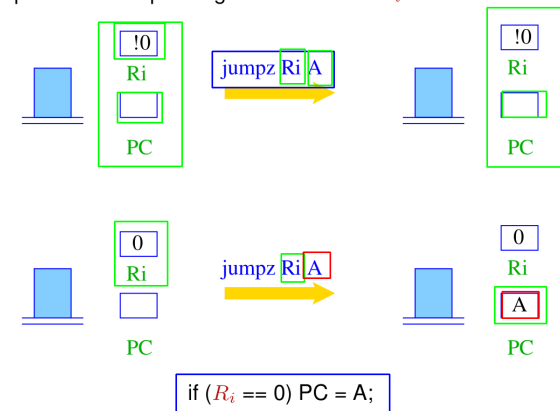 !0
Ri
PC
jumpz Ri A
!0
Ri
PC
0
Ri
PC
jumpz Ri A
0
Ri
A
PC
if (Ri == 0) PC = A;